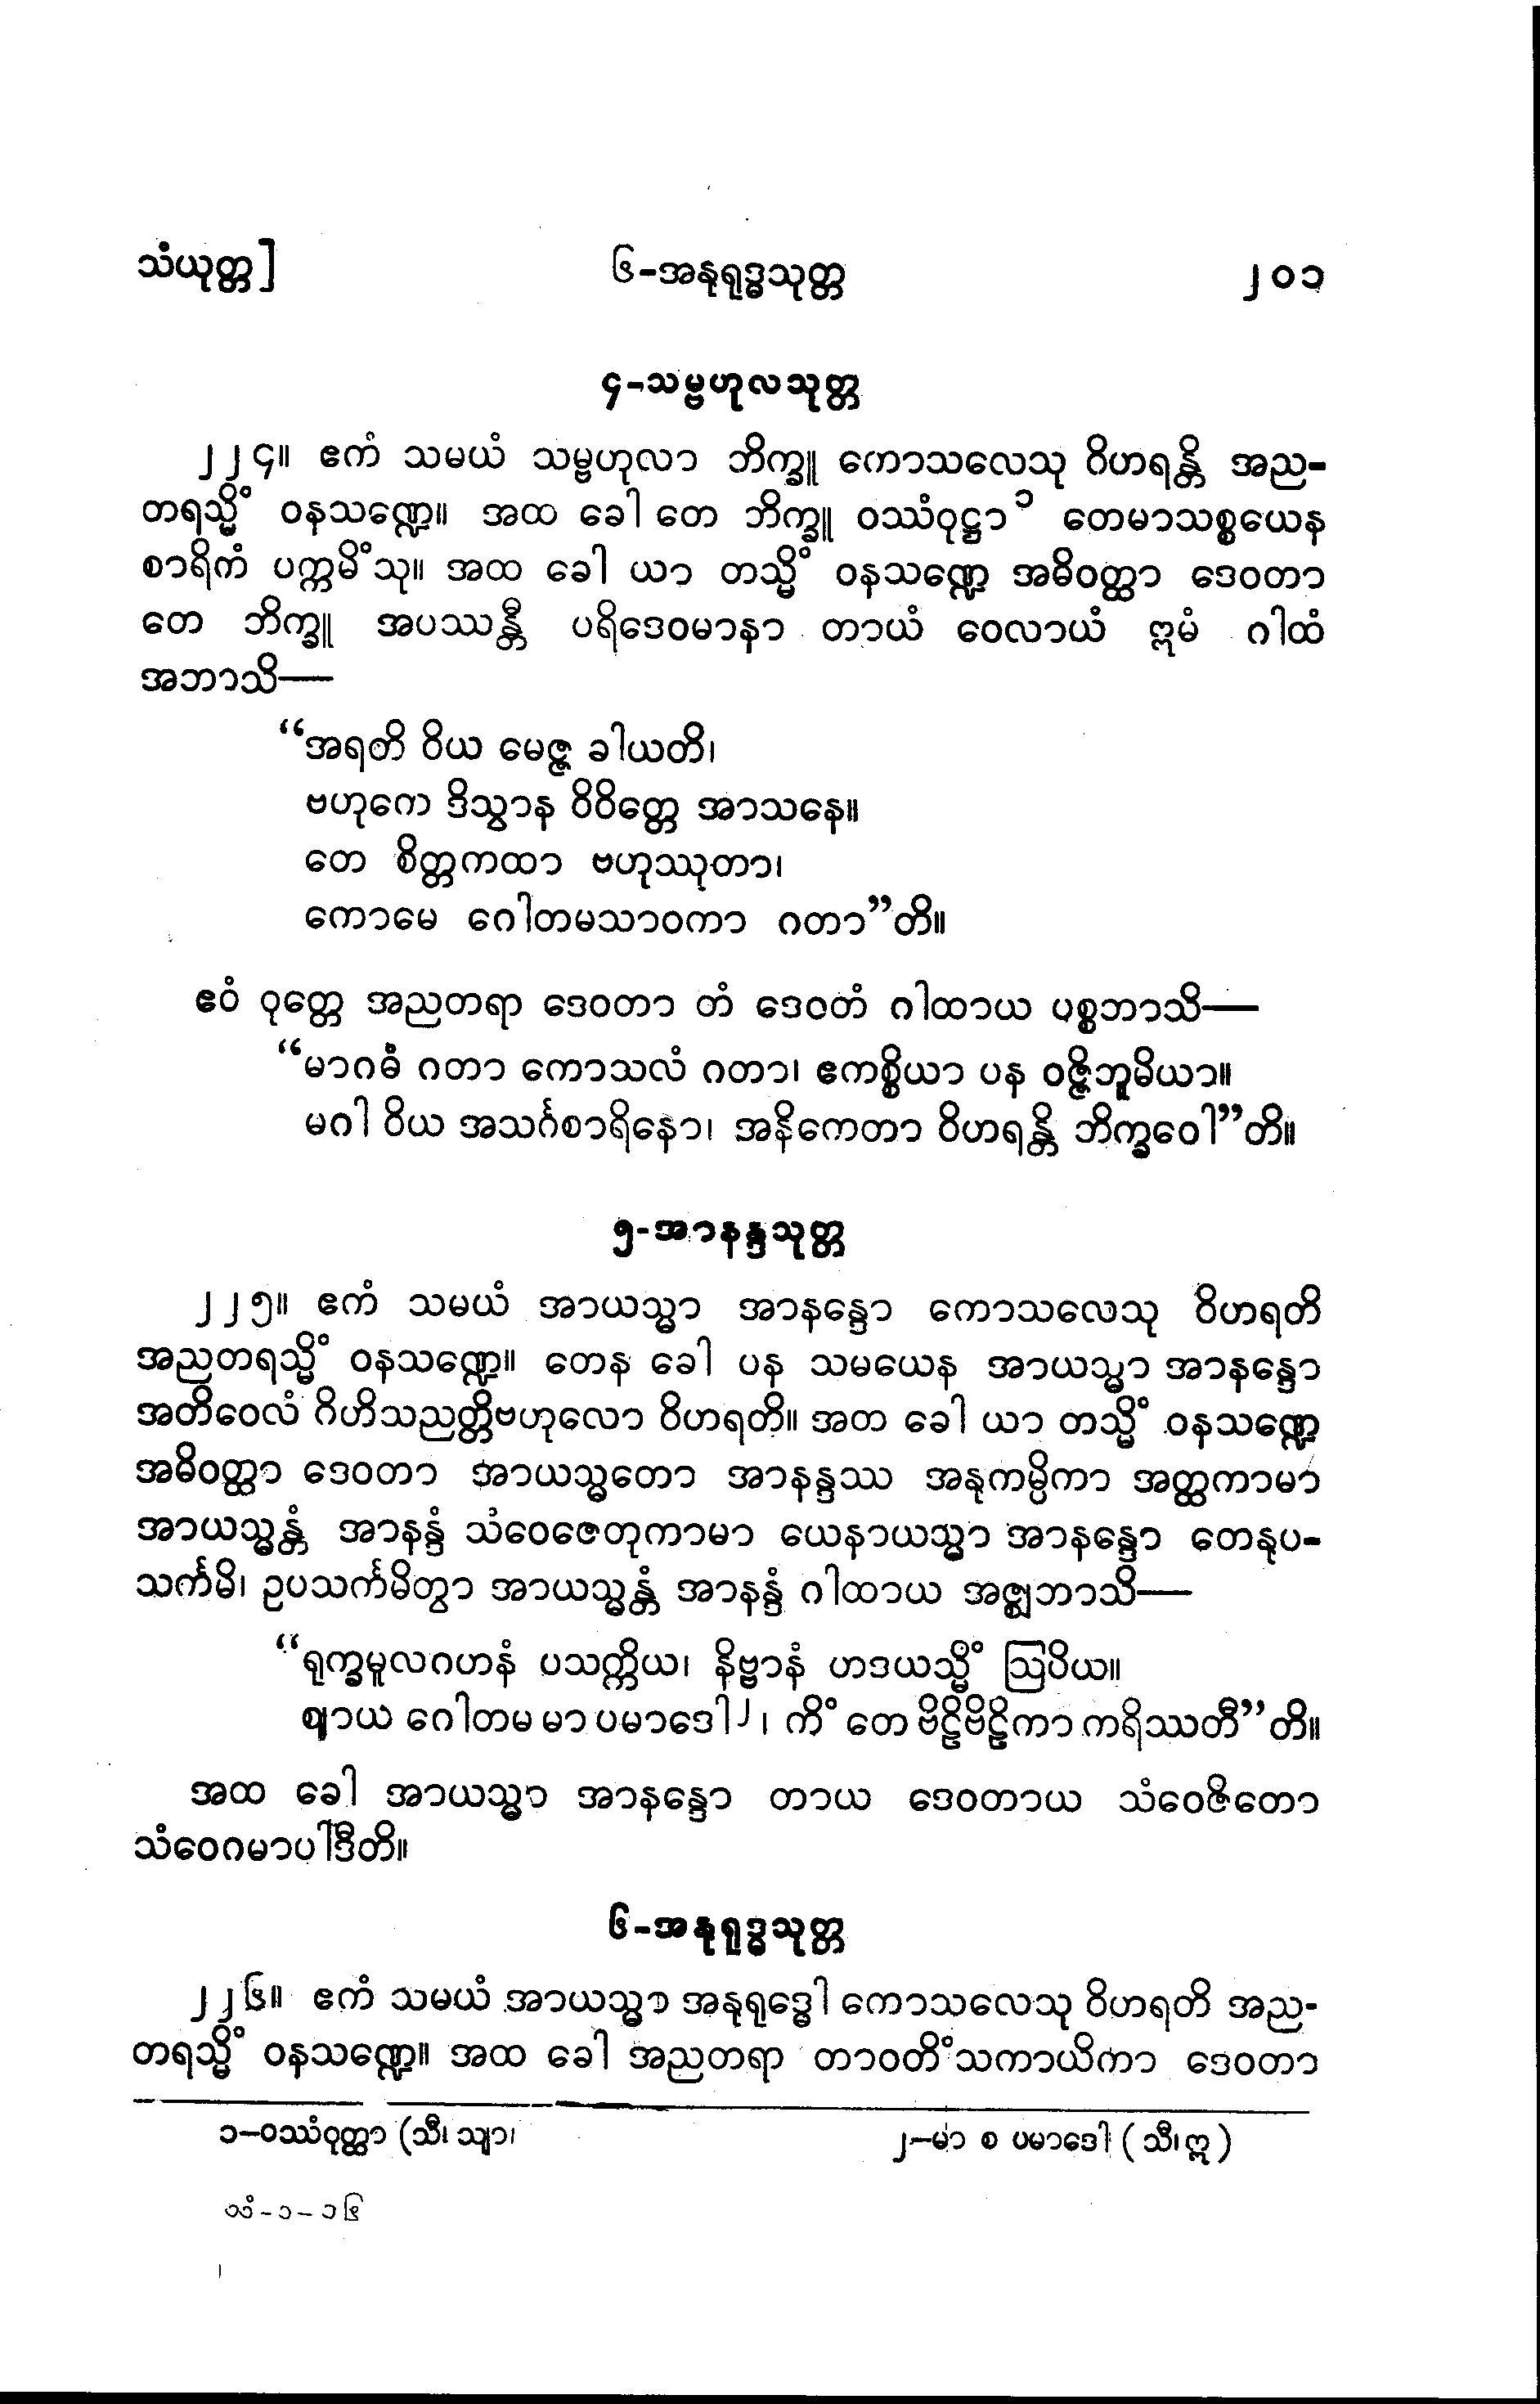 သံယုတ္တ]
၆-အနုရုဒ္ဓသုတ္တ
၂၀၁
၄-သမ္ဗဟုလသုတ္တ
၂၂၄။ ဧကံ သမယံ သမ္ဗဟုလာ ဘိက္ခူ ကောသလေသု ဝိဟရန္တိ အည-
တရသ္မိံ ဝနသဏ္ဍေ။ အထ ခေါ တေ ဘိက္ခူ ဝဿံဝုဋ္ဌာ ၁ တေမာသစ္စယေန
စာရိကံ ပက္ကမိံသု။ အထ ခေါ ယာ တသ္မိံ ဝနသဏ္ဍေ အဓိဝတ္ထာ ဒေဝတာ
တေ ဘိက္ခူ အပဿန္တီ ပရိဒေဝမာနာ တာယံ ဝေလာယံ ဣမံ ဂါထံ
အဘာသိ—
“အရတိ ဝိယ မေဇ္ဇ ခါယတိ၊
ဗဟုကေ ဒိသွာန ဝိဝိတ္တေ အာသနေ။
တေ စိတ္တကထာ ဗဟုဿုတာ၊
ကောမေ ဂေါတမသာဝကာ ဂတာ”တိ။
ဧဝံ ဝုတ္တေ အညတရာ ဒေဝတာ တံ ဒေဝတံ ဂါထာယ ပစ္စဘာသိ—
“မာဂဓံ ဂတာ ကောသလံ ဂတာ၊ ဧကစ္စိယာ ပန ဝဇ္ဇိဘူမိယာ။
မဂါ ဝိယ အသင်္ဂစာရိနော၊ အနိကေတာ ဝိဟရန္တိ ဘိက္ခဝေါ”တိ။
၅-အာနန္ဒသုတ္တ
၂၂၅။ ဧကံ သမယံ အာယသ္မာ အာနန္ဒော ကောသလေသု ဝိဟရတိ
အညတရသ္မိံ ဝနသဏ္ဍေ။ တေန ခေါ ပန သမယေန အာယသ္မာ အာနန္ဒော
အတိဝေလံ ဂိဟိသညတ္တိဗဟုလော ဝိဟရတိ။ အတ ခေါ ယာ တသ္မိံ ဝနသဏ္ဍေ
အဓိဝတ္ထာ ဒေဝတာ အာယသ္မတော အာနန္ဒဿ အနုကမ္ပိကာ အတ္ထကာမာ
အာယသ္မန္တံ အာနန္ဒံ သံဝေဇေတုကာမာ ယေနာယသ္မာ အာနန္ဒော တေနုပ-
သင်္ကမိ၊ ဥပသင်္ကမိတွာ အာယသ္မန္တံ အာနန္ဒံ ဂါထာယ အဇ္ဈဘာသိ—
“ရုက္ခမူလဂဟနံ ပသက္ကိယ၊ နိဗ္ဗာနံ ဟဒယသ္မိံ ဩပိယ။
ဈာယ ဂေါတမ မာ ပမာဒေါ ၂၊ ကိံ တေ ဗိဠိဗိဠိကာ ကရိဿတီ”တိ။
အထ ခေါ အာယသ္မာ အာနန္ဒော တာယ ဒေဝတာယ သံဝေဇိတော
သံဝေဂမာပါဒီတိ။
၆-အနုရုဒ္ဓသုတ္တ
၂၂၆။ ဧကံ သမယံ အာယသ္မာ အနုရုဒ္ဓေါ ကောသလေသု ဝိဟရတိ အည-
တရသ္မိံ ဝနသဏ္ဍေ။ အထ ခေါ အညတရာ တာဝတိံသကာယိကာ ဒေဝတာ
၁-ဝဿံဝုတ္ထာ (သီ၊ သျာ၊
၂-မာ စ ပမာဒေါ (သီ၊ဣ)
သံ-၁-၁၆